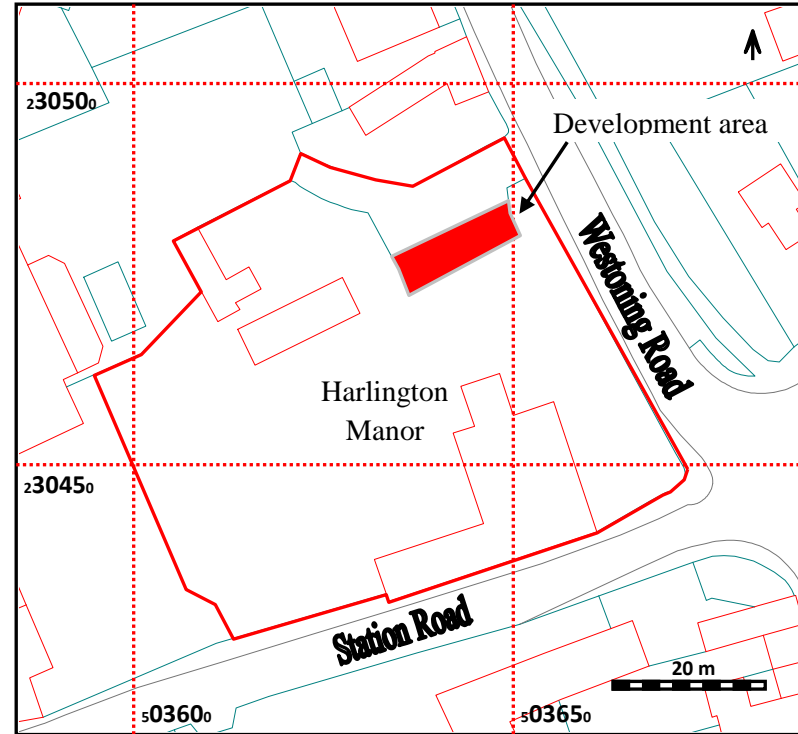 230500
Development area
Westoning Road
Harlington
Manor
230450
Station Road
20 m
503600
503650